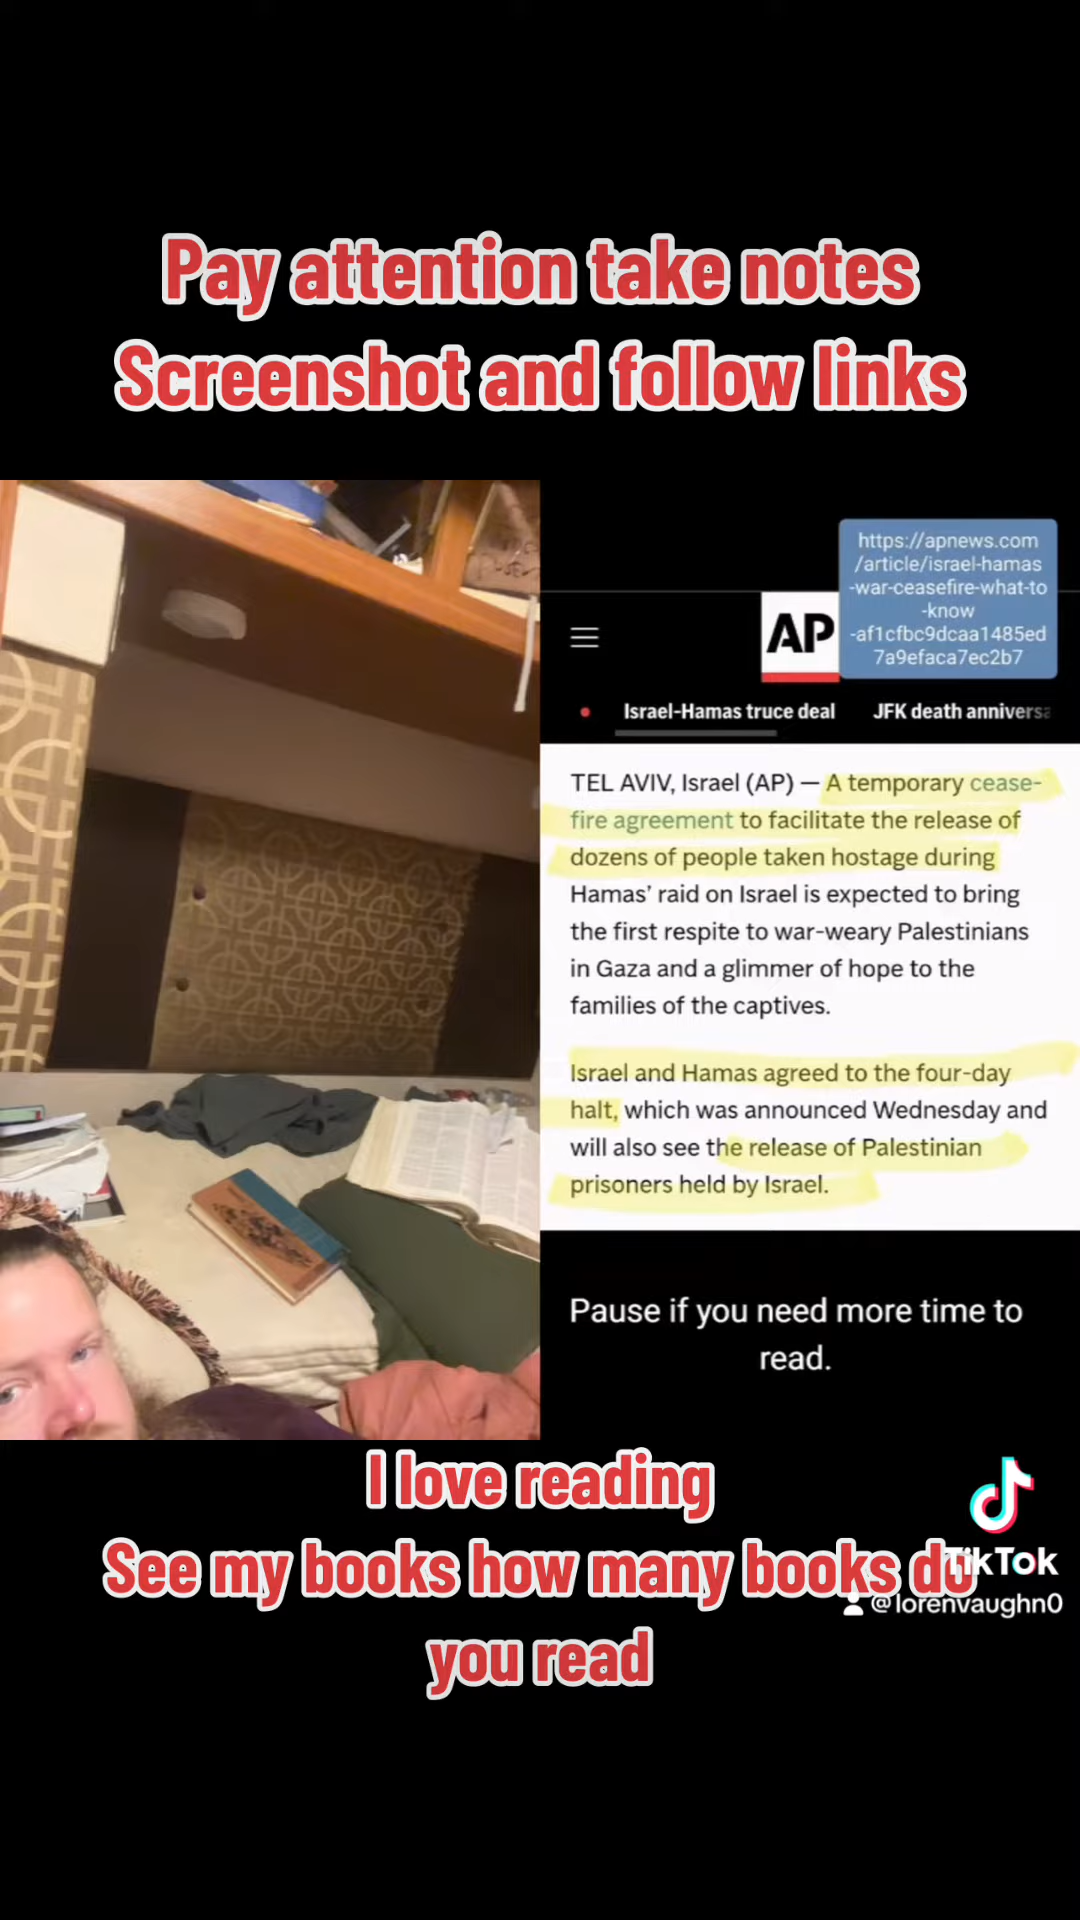 Pay attention take notes
Screenshot and follow links
https://apnews.com
/article/israel-hamas
-war-ceasefire-what-to
-know
-af1cfbc9dcaa1485ed
7a9efaca7ec2b7
AP
Israel-Hamas truce deal JFK death anniversa
TEL AVIV, Israel (AP) — A temporary cease-
fire agreement to facilitate the release of
dozens of people taken hostage during
Hamas’ raid on Israel is expected to bring
the first respite to war-weary Palestinians
in Gaza and a glimmer of hope to the
families of the captives.
Israel and Hamas agreed to the four-day
halt, which was announced Wednesday and
will also see the release of Palestinian
prisoners held by Israel.
Pause if you need more time to
read.
I love reading
See my books how many books do
you read
TikTok
@lorenvaughn0